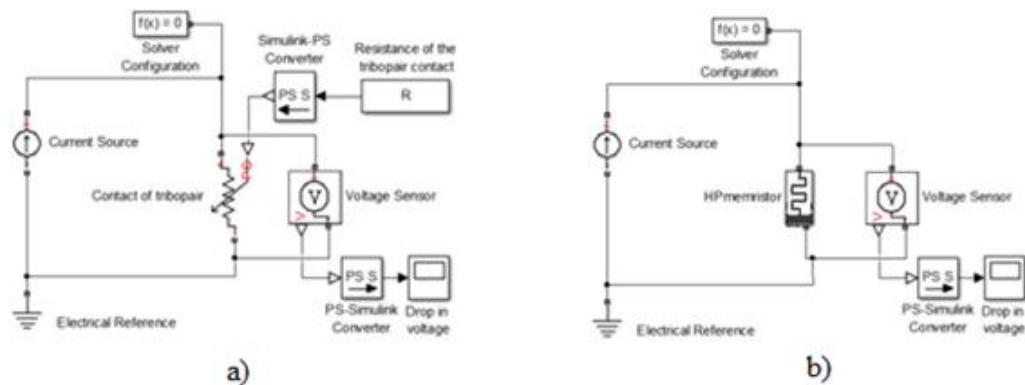 f(x) = 0
Solver
Configuration
Simulink-PS
Converter
Resistance of the
tribopair contact
PS S
R
Current Source
Contact of tribopair
V
Voltage Sensor
V
PS S
PS-Simulink
Converter
Drop in
voltage
Electrical Reference
a)
f(x) = 0
Solver
Configuration
Current Source
HPmemristor
V
Voltage Sensor
V
PS S
PS-Simulink
Converter
Drop in
voltage
Electrical Reference
b)